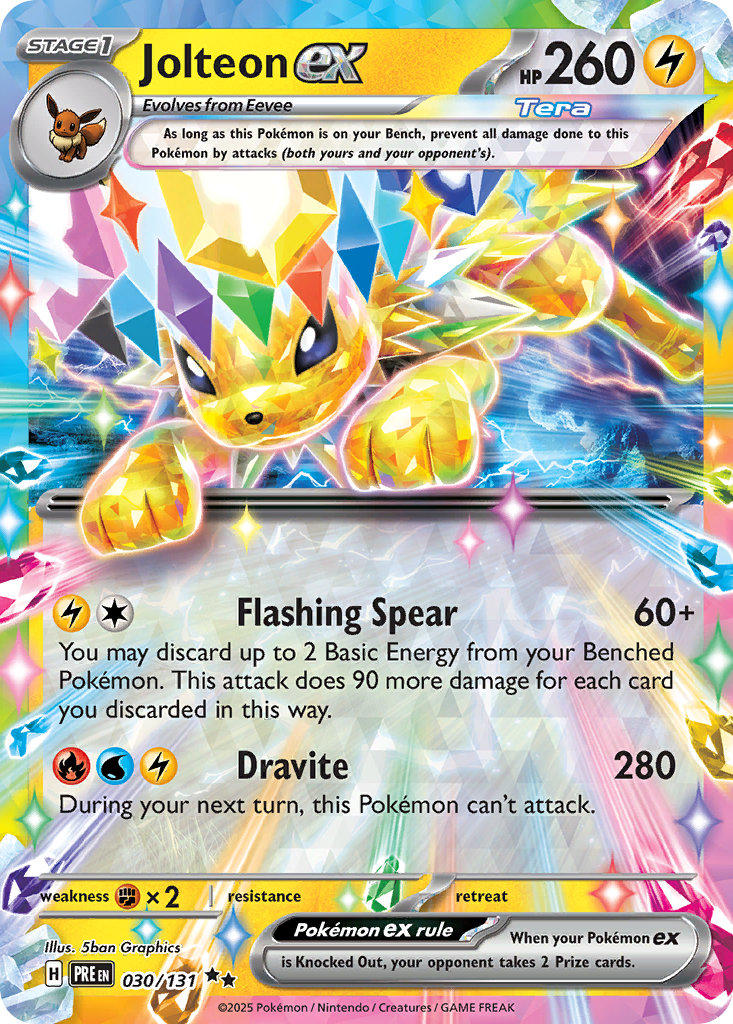 STAGE 1
Jolteon ex
HP 260
Evolves from Eevee
Tera
As long as this Pokémon is on your Bench, prevent all damage done to this
Pokémon by attacks (both yours and your opponent's).
Flashing Spear 60+
You may discard up to 2 Basic Energy from your Benched
Pokémon. This attack does 90 more damage for each card
you discarded in this way.
Dravite 280
During your next turn, this Pokémon can't attack.
weakness ×2 resistance retreat
Illus. 5ban Graphics
Pokémon ex rule When your Pokémon ex
is Knocked Out, your opponent takes 2 Prize cards.
H PRE EN 030/131 ★★
©2025 Pokémon / Nintendo / Creatures / GAME FREAK